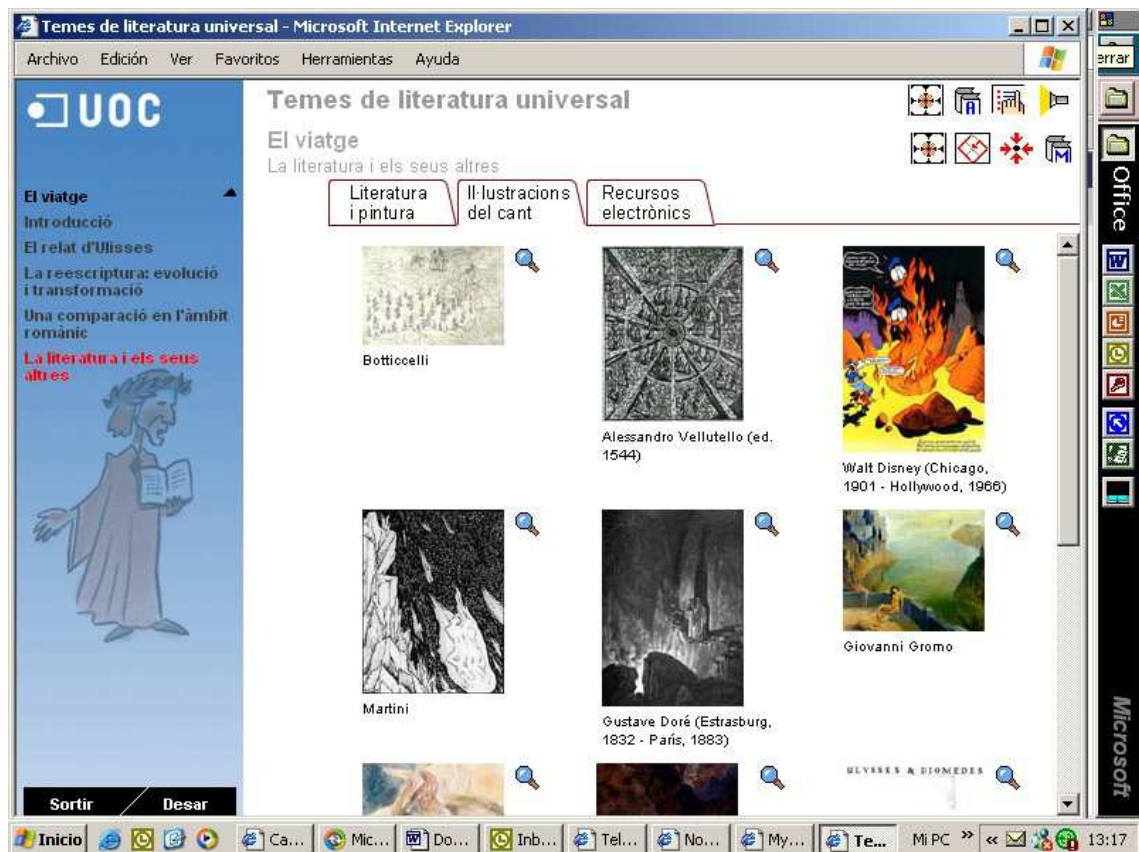 Temes de literatura universal - Microsoft Internet Explorer
Archivo Edición Ver Favoritos Herramientas Ayuda
errar
UOC
Temes de literatura universal
El viatge
La literatura i els seus altres
El viatge
Introducció
El relat d'Ulisses
La reescriptura: evolució
i transformació
Una comparació en l'àmbit
romànic
La literatura i els seus
altres
Literatura
i pintura
Il·lustracions
del cant
Recursos
electrònics
Botticcelli
Alessandro Vellutello (ed.
1544)
Walt Disney (Chicago,
1901 - Hollywood, 1966)
Martini
Gustave Doré (Estrasburg,
1832 - París, 1883)
Giovanni Gromo
ULYSSES & DIOMEDES
Sortir / Desar
Office
Microsoft
Inicio Ca... Mic... Do... Inb... Tel... No... My... Te... Mi PC » « 13:17